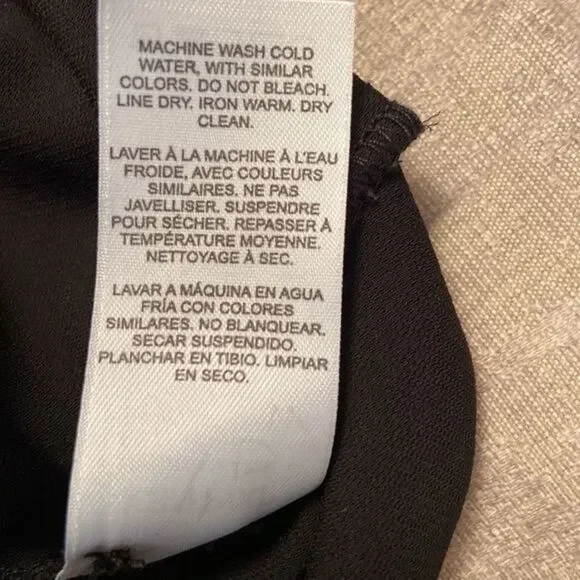 MACHINE WASH COLD
WATER, WITH SIMILAR
COLORS. DO NOT BLEACH.
LINE DRY. IRON WARM. DRY
CLEAN.
LAVER À LA MACHINE À L'EAU
FROIDE, AVEC COULEURS
SIMILAIRES. NE PAS
JAVELLISER. SUSPENDRE
POUR SÉCHER. REPASSER À
TEMPÉRATURE MOYENNE.
NETTOYAGE À SEC.
LAVAR A MÁQUINA EN AGUA
FRÍA CON COLORES
SIMILARES. NO BLANQUEAR.
SECAR SUSPENDIDO.
PLANCHAR EN TIBIO. LIMPIAR
EN SECO.